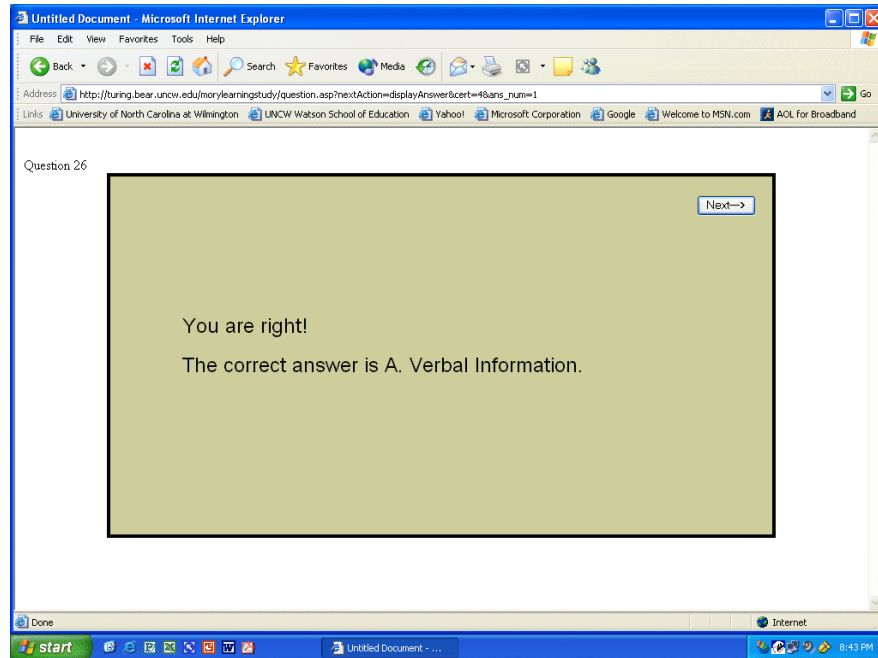 Untitled Document - Microsoft Internet Explorer
File Edit View Favorites Tools Help
Back Search Favorites Media
Address http://turing.bear.uncw.edu/morylearningstudy/question.asp?nextAction=displayAnswer&cert=4&ans_num=1 Go
Links University of North Carolina at Wilmington UNCW Watson School of Education Yahoo! Microsoft Corporation Google Welcome to MSN.com AOL for Broadband
Question 26
Next-->
You are right!
The correct answer is A. Verbal Information.
Done Internet
start Untitled Document - ... 8:43 PM